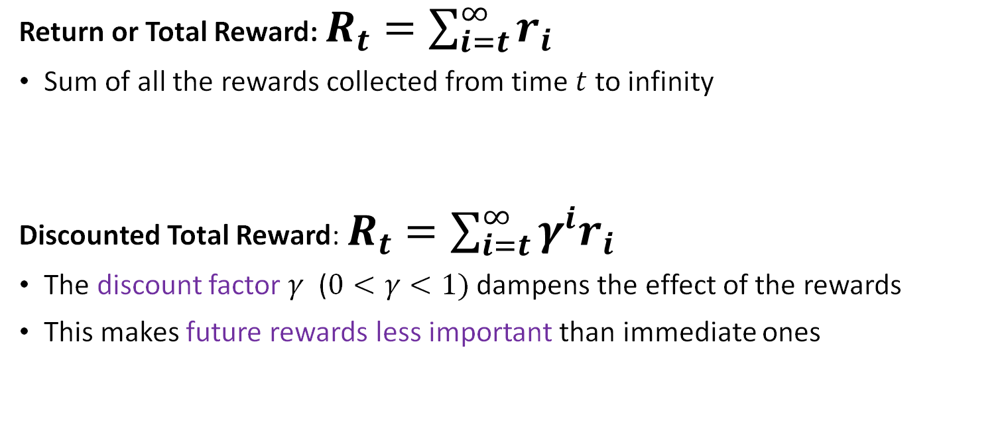 Return or Total Reward: $R_t = \sum_{i=t}^{\infty} r_i$
• Sum of all the rewards collected from time $t$ to infinity
Discounted Total Reward: $R_t = \sum_{i=t}^{\infty} \gamma^i r_i$
• The discount factor $\gamma$ $(0 < \gamma < 1)$ dampens the effect of the rewards
• This makes future rewards less important than immediate ones